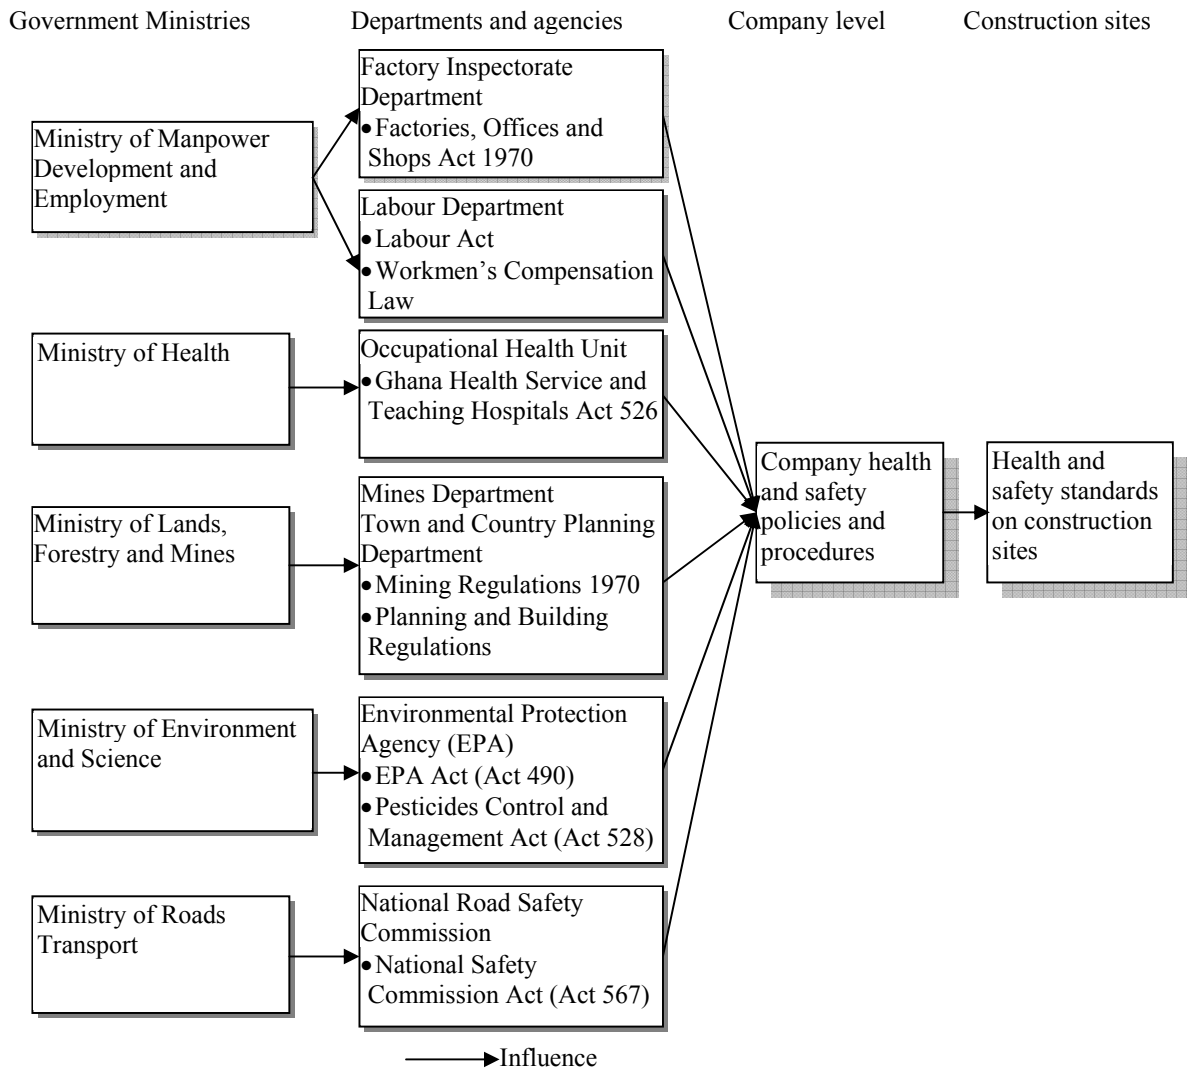 Government Ministries
Departments and agencies
Company level
Construction sites
Ministry of Manpower
Development and
Employment
Factory Inspectorate
Department
•Factories, Offices and
Shops Act 1970
Labour Department
•Labour Act
•Workmen’s Compensation
Law
Ministry of Health
Occupational Health Unit
•Ghana Health Service and
Teaching Hospitals Act 526
Ministry of Lands,
Forestry and Mines
Mines Department
Town and Country Planning
Department
•Mining Regulations 1970
•Planning and Building
Regulations
Ministry of Environment
and Science
Environmental Protection
Agency (EPA)
•EPA Act (Act 490)
•Pesticides Control and
Management Act (Act 528)
Ministry of Roads
Transport
National Road Safety
Commission
•National Safety
Commission Act (Act 567)
Company health
and safety
policies and
procedures
Health and
safety standards
on construction
sites
Influence